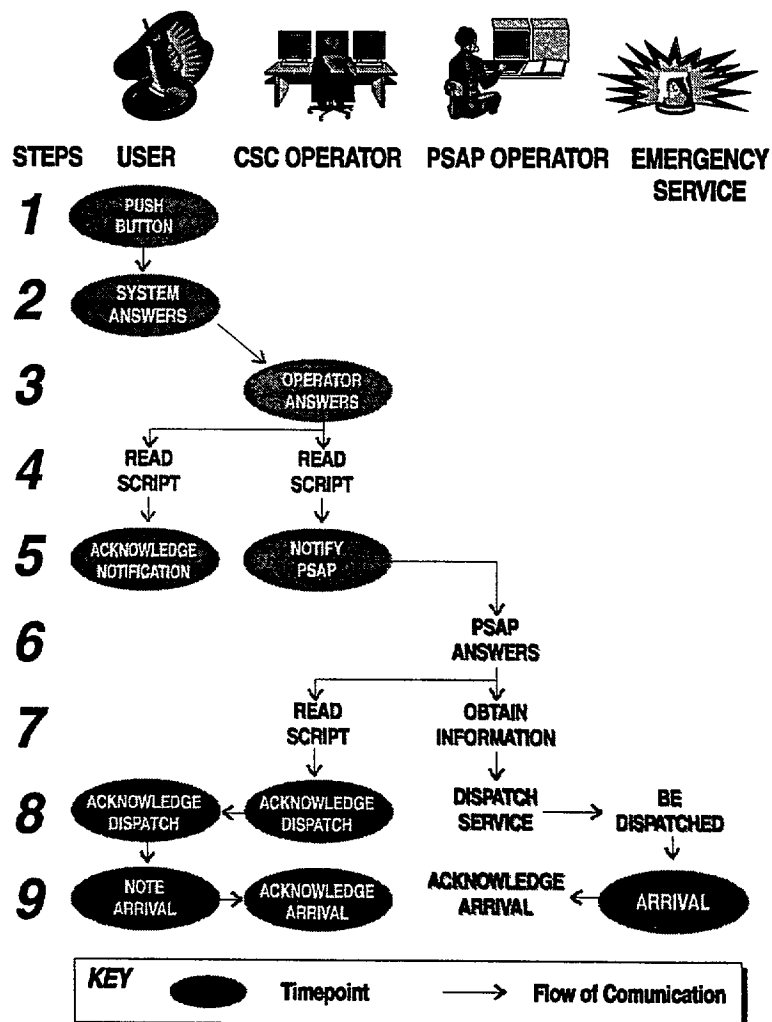 STEPS USER CSC OPERATOR PSAP OPERATOR EMERGENCY
SERVICE
1 PUSH
BUTTON
2 SYSTEM
ANSWERS
3 OPERATOR
ANSWERS
4 READ
SCRIPT
READ
SCRIPT
5 ACKNOWLEDGE
NOTIFICATION
NOTIFY
PSAP
6 PSAP
ANSWERS
7 READ
SCRIPT
OBTAIN
INFORMATION
8 ACKNOWLEDGE
DISPATCH
ACKNOWLEDGE
DISPATCH
DISPATCH
SERVICE
BE
DISPATCHED
9 NOTE
ARRIVAL
ACKNOWLEDGE
ARRIVAL
ACKNOWLEDGE
ARRIVAL
ARRIVAL
KEY Timepoint Flow of Comunication